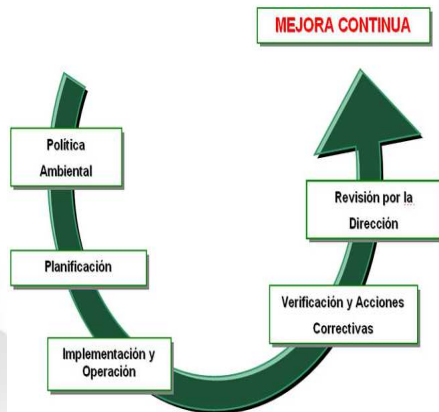 MEJORA CONTINUA
Política
Ambiental
Planificación
Implementación y
Operación
Verificación y Acciones
Correctivas
Revisión por la
Dirección